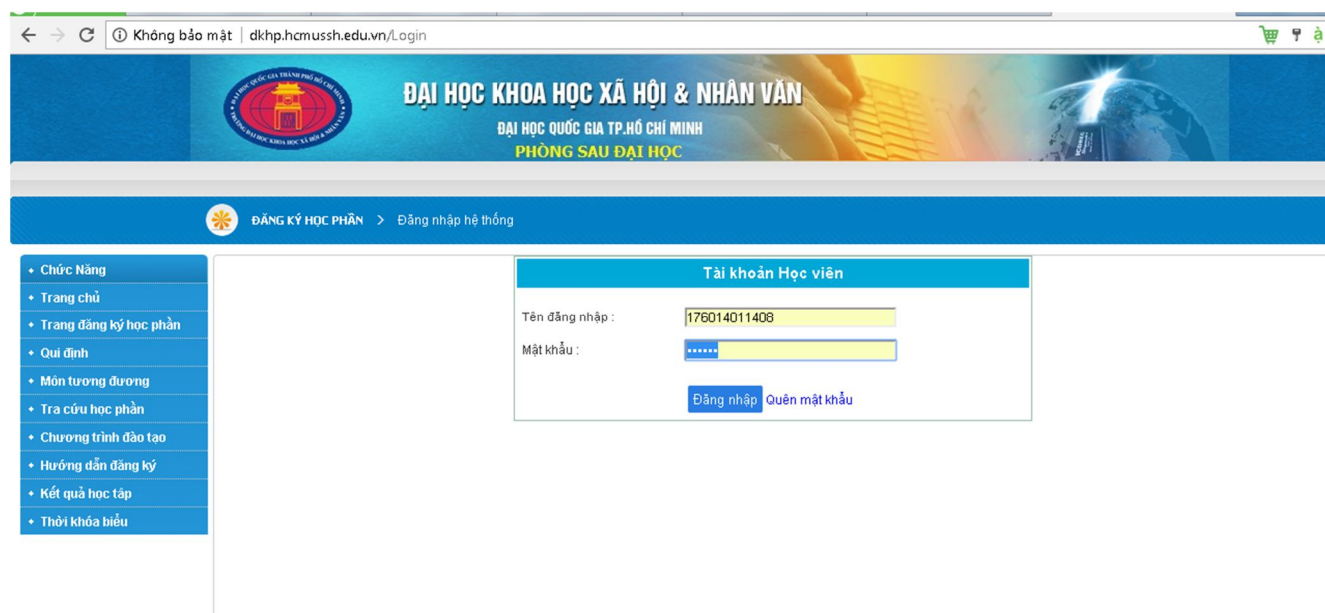 Không bảo mật | dkhp.hcmussh.edu.vn/Login
ĐẠI HỌC KHOA HỌC XÃ HỘI & NHÂN VĂN
ĐẠI HỌC QUỐC GIA TP.HỒ CHÍ MINH
PHÒNG SAU ĐẠI HỌC
ĐĂNG KÝ HỌC PHẦN > Đăng nhập hệ thống
Chức Năng
Trang chủ
Trang đăng ký học phần
Qui định
Môn tương đương
Tra cứu học phần
Chương trình đào tạo
Hướng dẫn đăng ký
Kết quả học tâp
Thời khóa biểu
Tài khoản Học viên
Tên đăng nhập : 176014011408
Mật khẩu : ••••••
Đăng nhập Quên mật khẩu